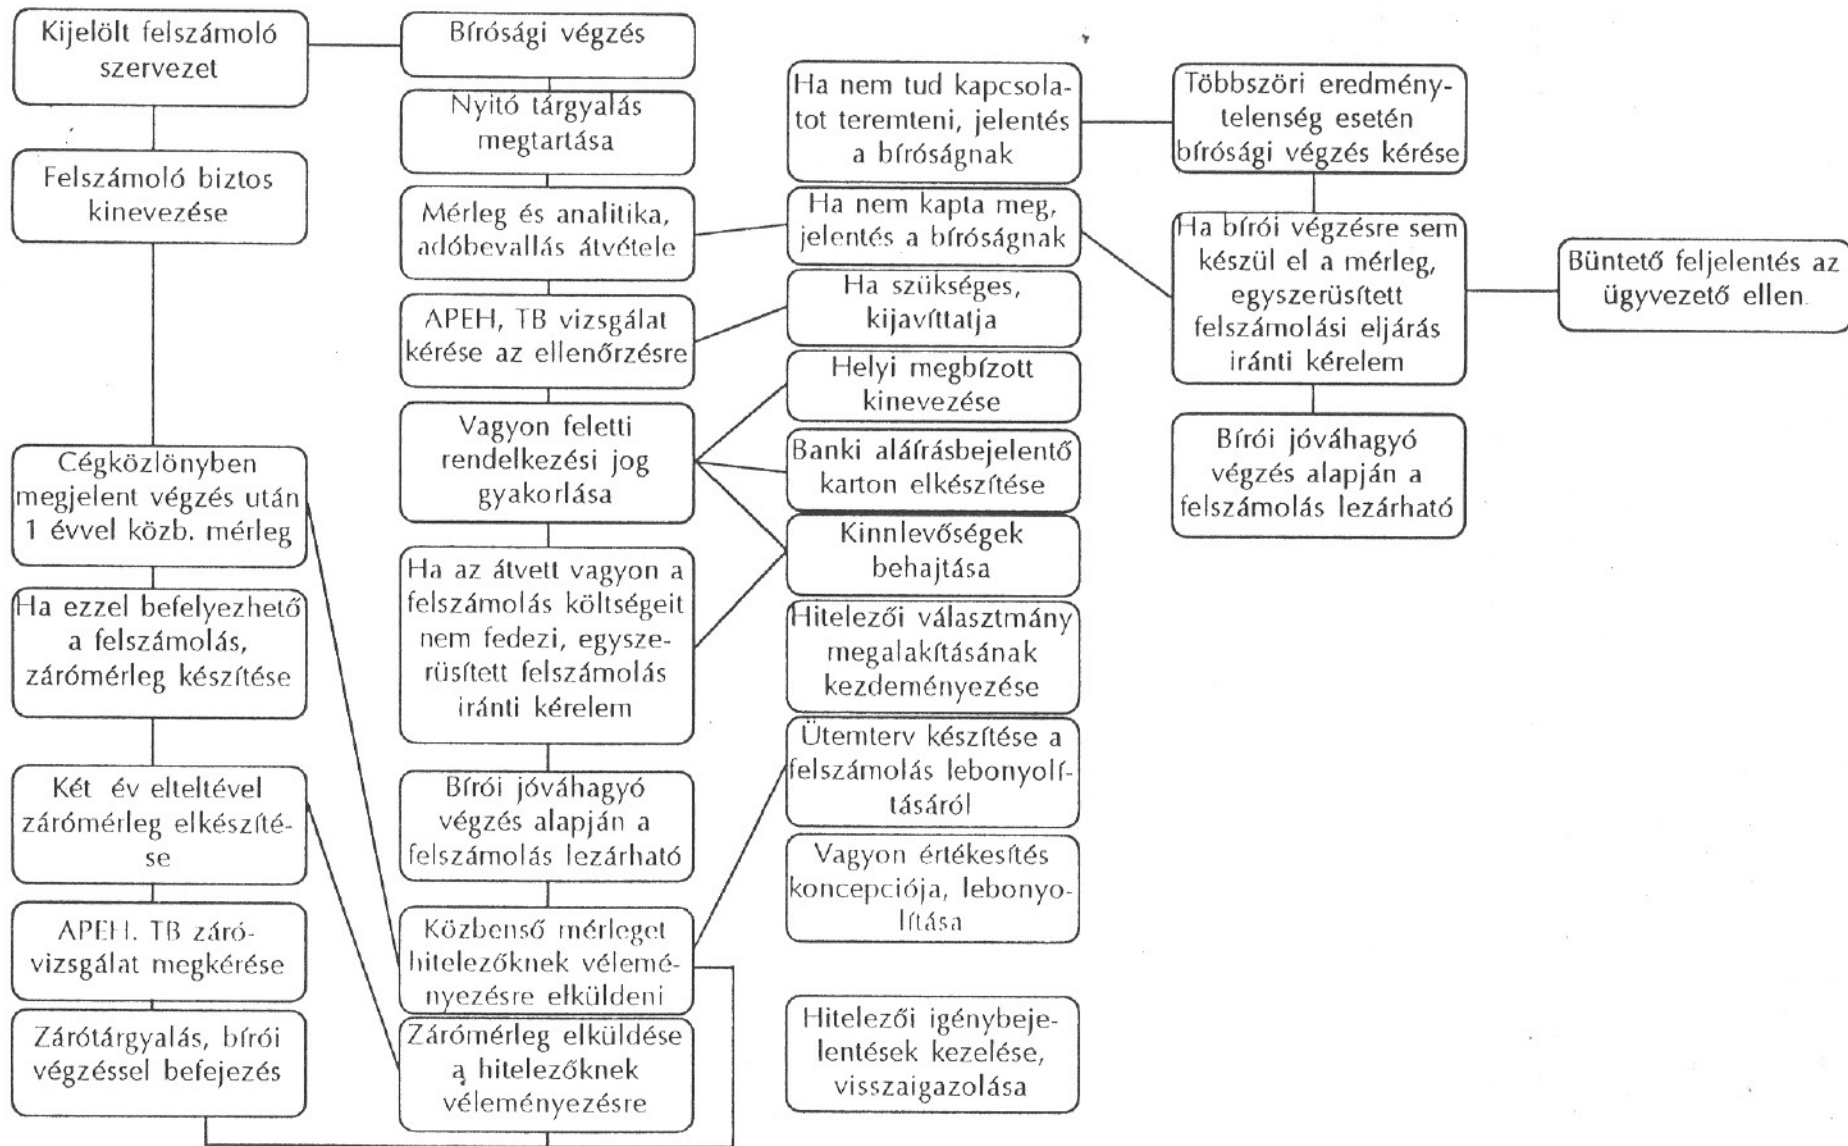 Kijelölt felszámoló
szervezet
Felszámoló biztos
kinevezése
Cégközlönyben
megjelent végzés után
1 évvel közb. mérleg
Ha ezzel befelyezhető
a felszámolás,
zárómérleg készítése
Két év elteltével
zárómérleg elkészíté-
se
APEH. TB záró-
vizsgálat megkérése
Zárótárgyalás, bírói
végzéssel befejezés
Bírósági végzés
Nyitó tárgyalás
megtartása
Mérleg és analitika,
adóbevallás átvétele
APEH, TB vizsgálat
kérése az ellenőrzésre
Vagyon feletti
rendelkezési jog
gyakorlása
Ha az átvett vagyon a
felszámolás költségeit
nem fedezi, egysze-
rüsített felszámolás
iránti kérelem
Bírói jóváhagyó
végzés alapján a
felszámolás lezárható
Közbenső mérleget
hitelezőknek vélemé-
nyezésre elküldeni
Zárómérleg elküldése
a hitelezőknek
véleményezésre
Ha nem tud kapcsola-
tot teremteni, jelentés
a bíróságnak
Ha nem kapta meg,
jelentés a bíróságnak
Ha szükséges,
kijavíttatja
Helyi megbízott
kinevezése
Banki aláírásbejelentő
karton elkészítése
Kinnlevőségek
behajtása
Hitelezői választmány
megalakításának
kezdeményezése
Ütemterv készítése a
felszámolás lebonyolí-
tásáról
Vagyon értékesítés
koncepciója, lebonyo-
lítása
Hitelezői igénybeje-
lentések kezelése,
visszaigazolása
Többszöri eredmény-
telenség esetén
bírósági végzés kérése
Ha bírói végzésre sem
készül el a mérleg,
egyszerüsített
felszámolási eljárás
iránti kérelem
Bírói jóváhagyó
végzés alapján a
felszámolás lezárható
Büntető feljelentés az
ügyvezető ellen.